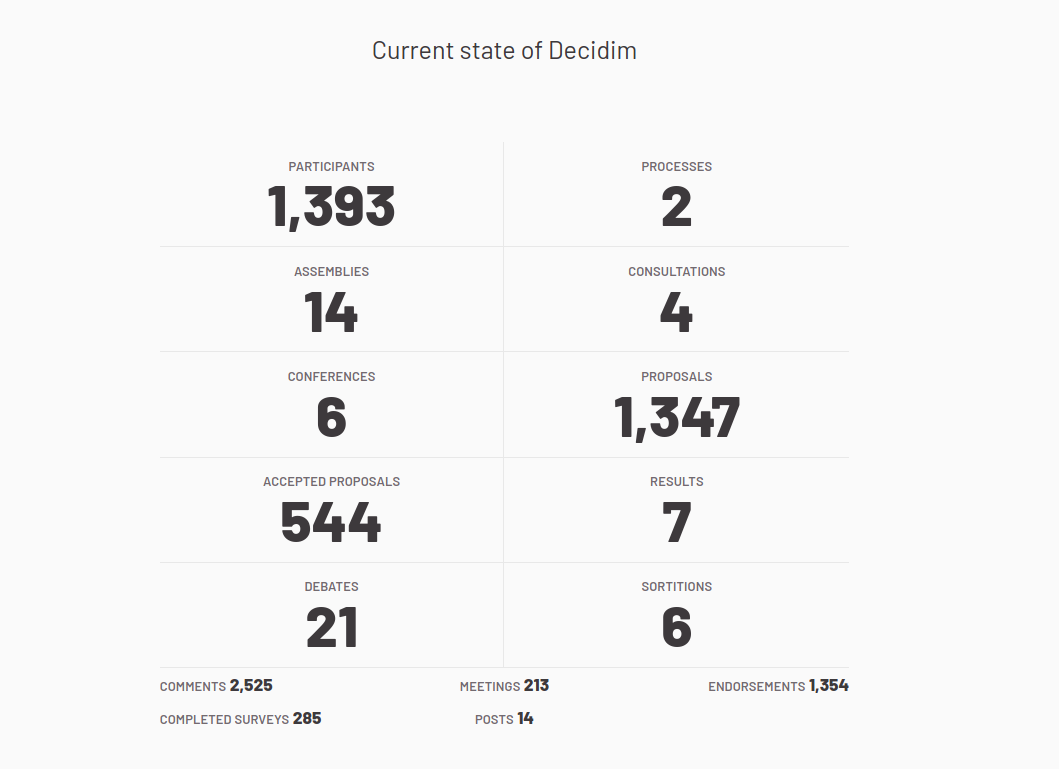 Current state of Decidim
PARTICIPANTS
1,393
PROCESSES
2
ASSEMBLIES
14
CONSULTATIONS
4
CONFERENCES
6
PROPOSALS
1,347
ACCEPTED PROPOSALS
544
RESULTS
7
DEBATES
21
SORTITIONS
6
COMMENTS 2,525
MEETINGS 213
ENDORSEMENTS 1,354
COMPLETED SURVEYS 285
POSTS 14